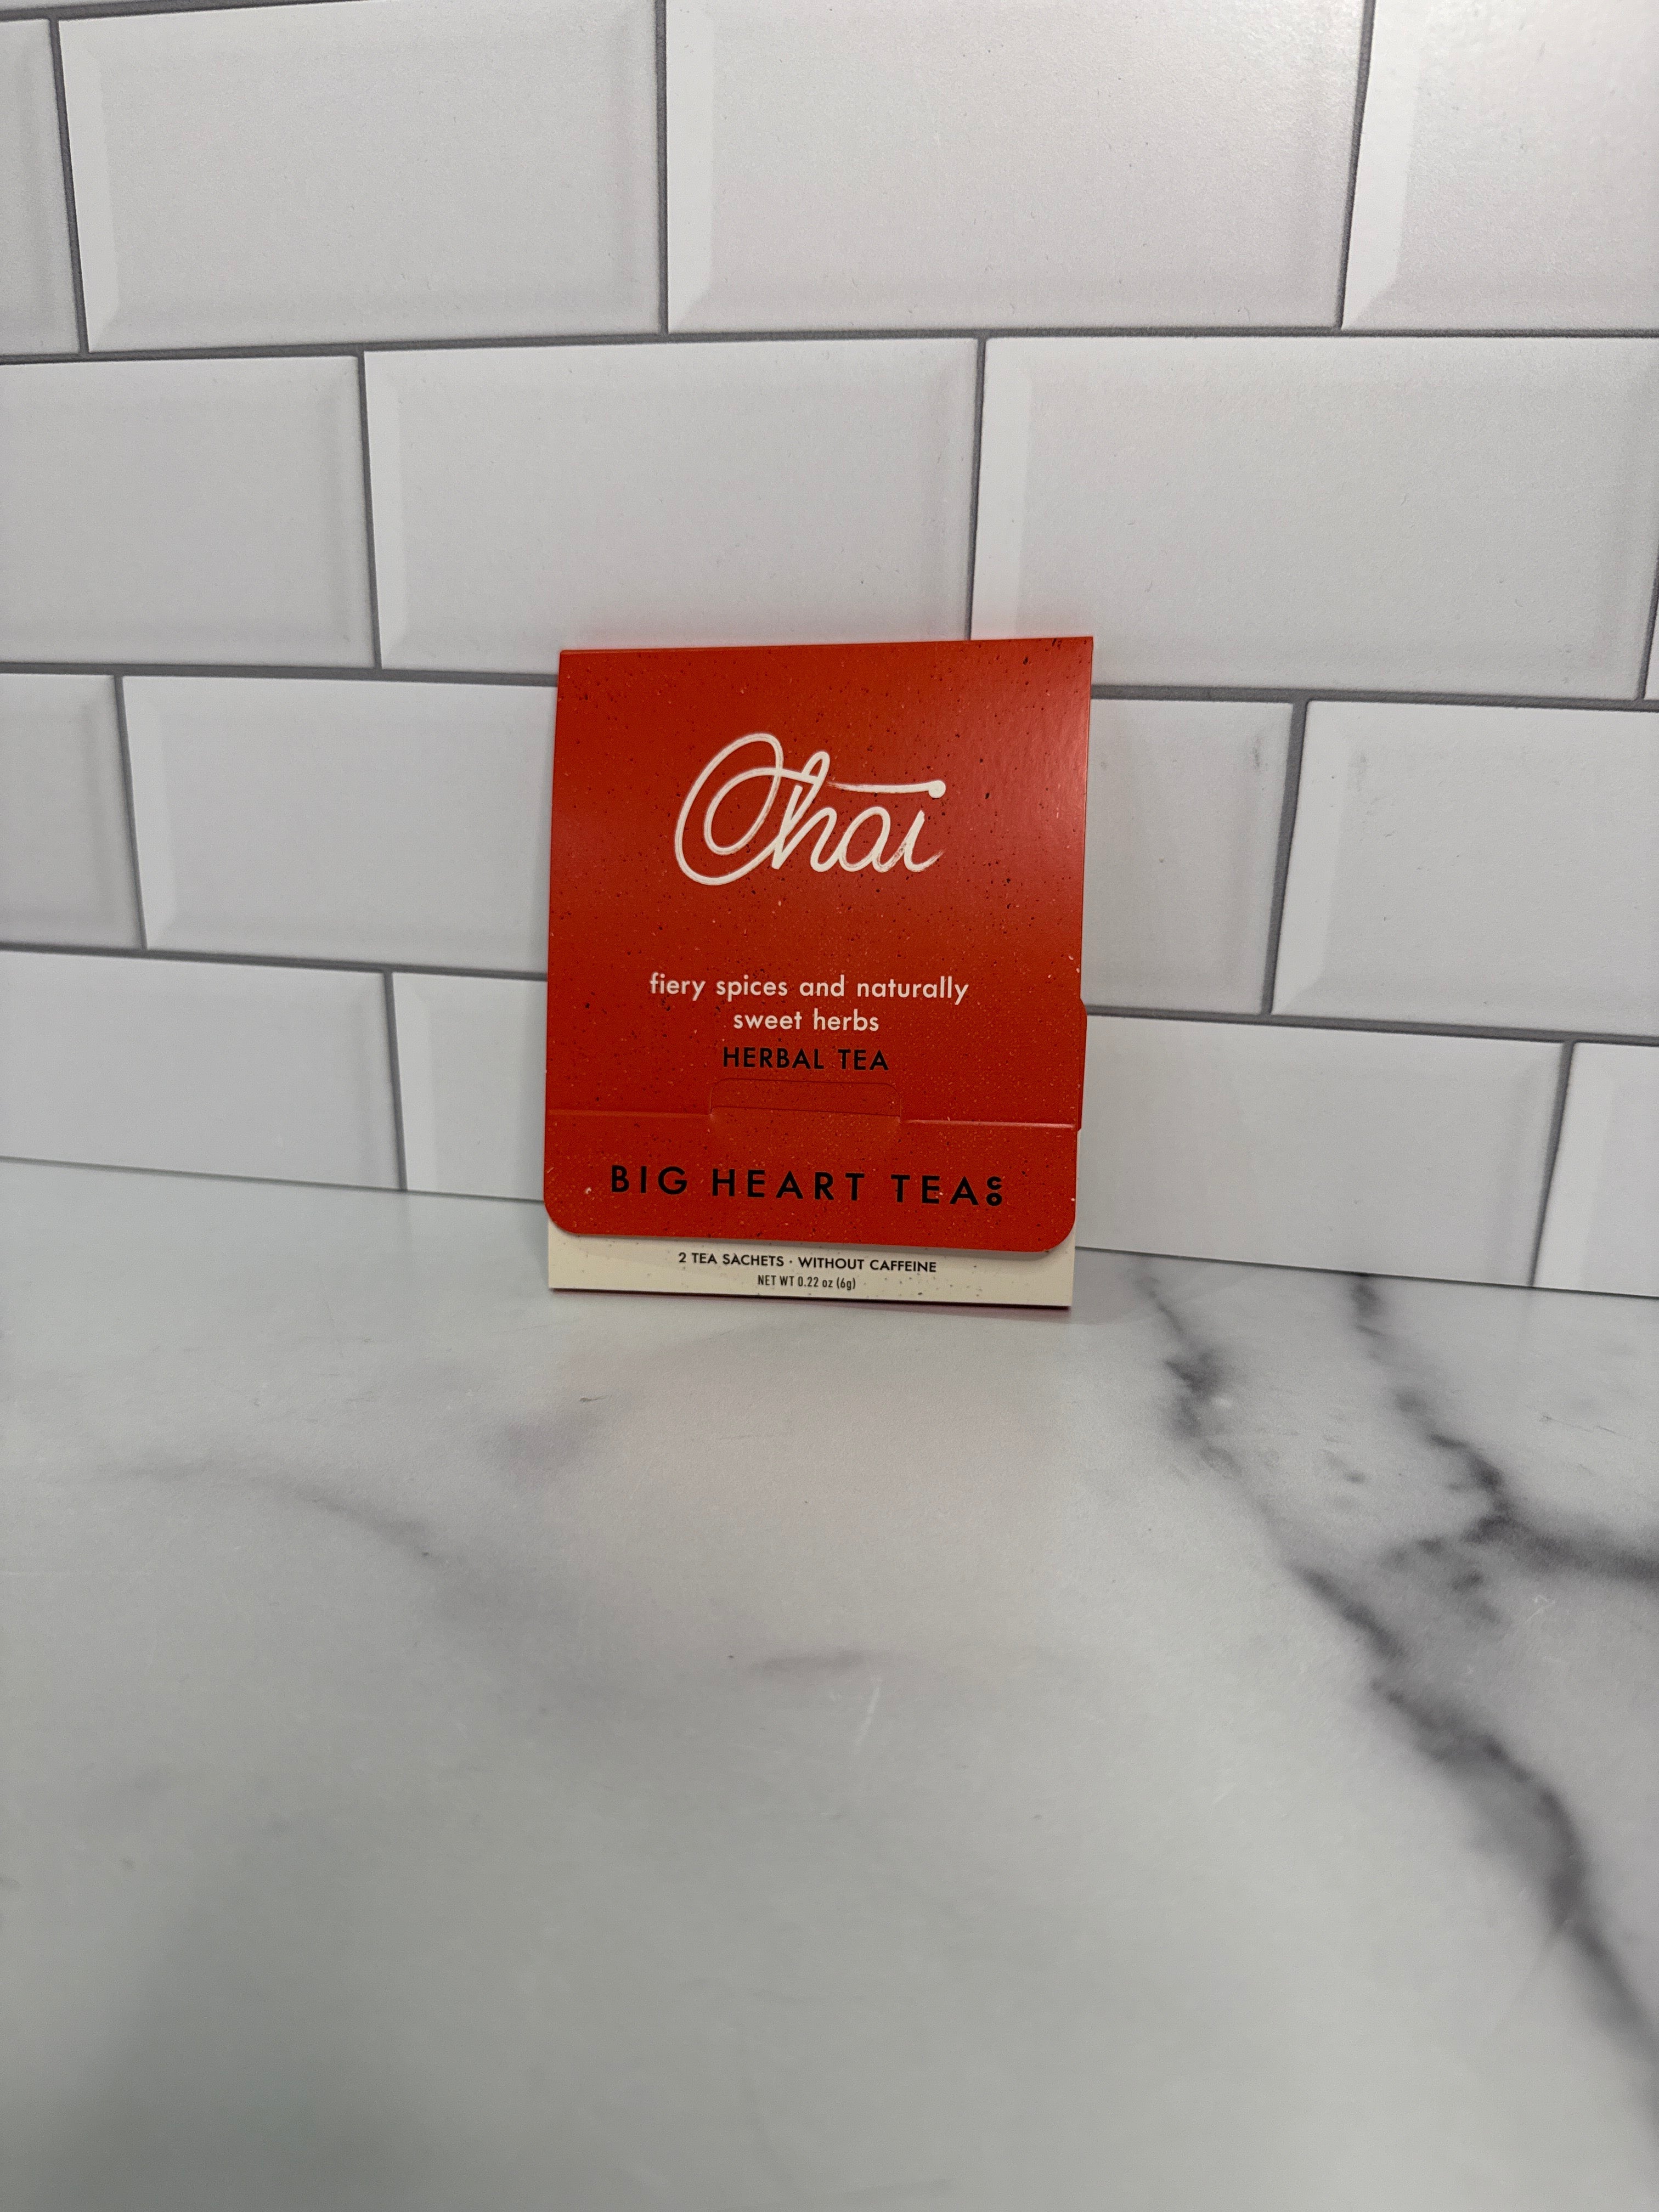 Chai
fiery spices and naturally
sweet herbs
HERBAL TEA
BIG HEART TEA CO
2 TEA SACHETS · WITHOUT CAFFEINE
NET WT 0.22 oz (6g)